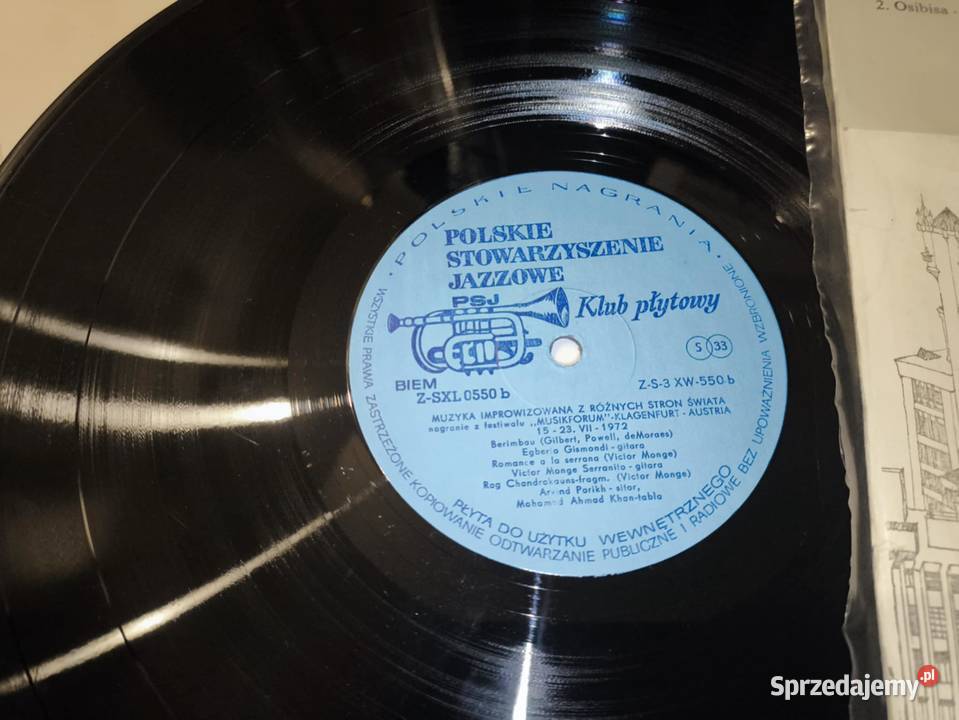 2. Osibisa -
· POLSKIE NAGRANIA ·
POLSKIE
STOWARZYSZENIE
JAZZOWE
PSJ
Klub płytowy
S 33
BIEM
Z-SXL 0550 b
Z-S-3 XW-550 b
MUZYKA IMPROWIZOWANA Z RÓŻNYCH STRON ŚWIATA
nagranie z festiwalu „MUSIKFORUM"-KLAGENFURT - AUSTRIA
15 - 23. VII - 1972
Berimbau (Gilbert, Powell, deMoraes)
Egberto Gismondi - gitara
Romance a la serrana (Victor Monge)
Victor Monge Serranito - gitara
Rag Chandrakauns-fragm. (Victor Monge)
Arvind Parikh - sitar,
Mohamed Ahmad Khan-tabla
PŁYTA DO UŻYTKU WEWNĘTRZNEGO
WSZYSTKIE PRAWA ZASTRZEŻONE·KOPIOWANIE ODTWARZANIE PUBLICZNE I RADIOWE BEZ UPOWAŻNIENIA WZBRONIONE
Sprzedajemy.pl